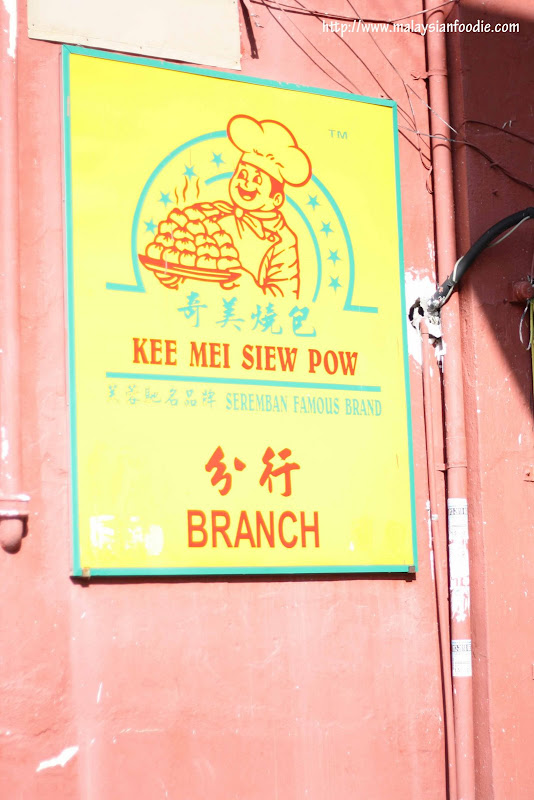 http://www.malaysianfoodie.com
TM
奇美燒包
KEE MEI SIEW POW
芙蓉馳名品牌 SEREMBAN FAMOUS BRAND
分行
BRANCH